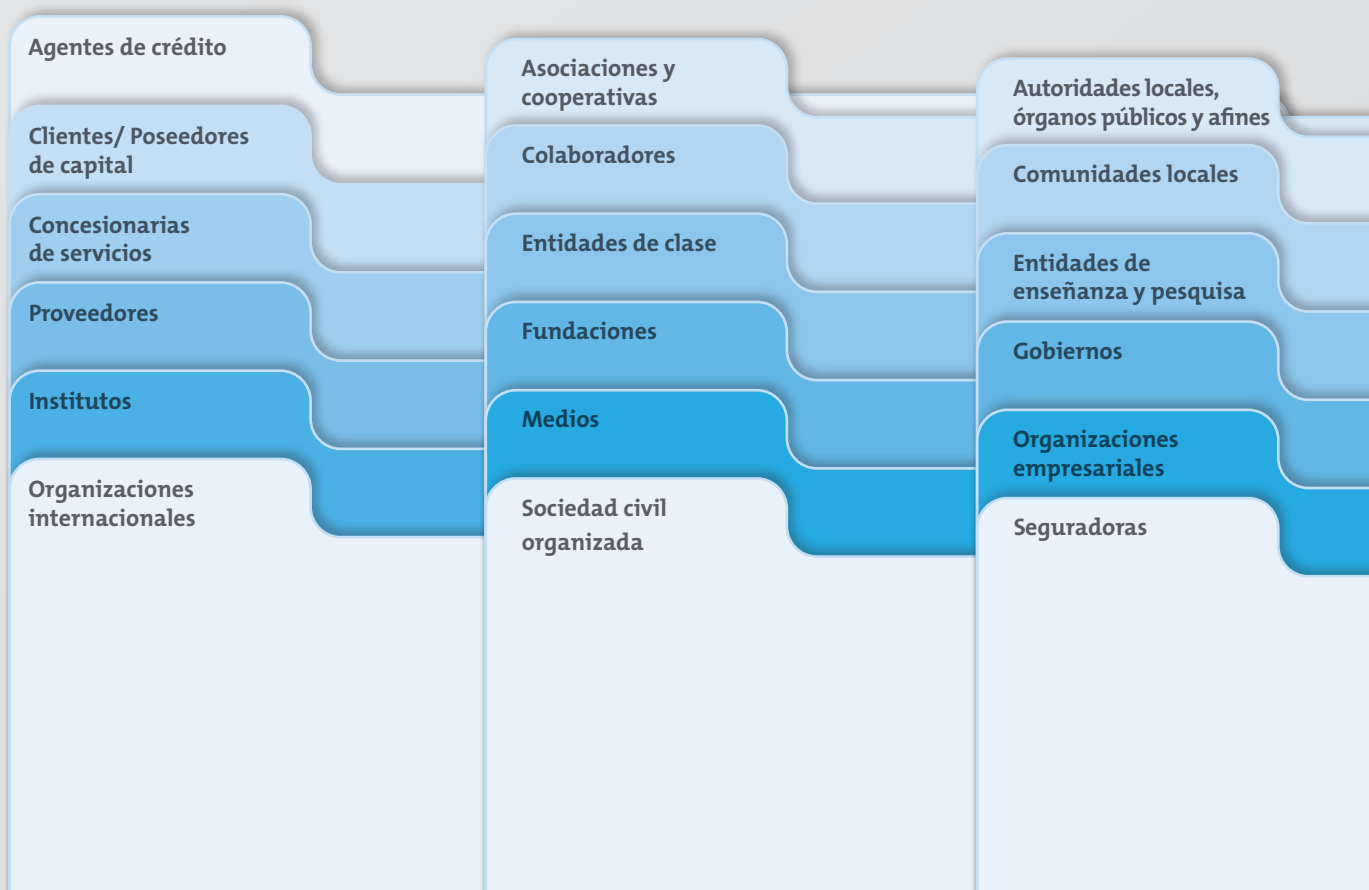 Agentes de crédito
Clientes/ Poseedores
de capital
Concesionarias
de servicios
Proveedores
Institutos
Organizaciones
internacionales
Asociaciones y
cooperativas
Colaboradores
Entidades de clase
Fundaciones
Medios
Sociedad civil
organizada
Autoridades locales,
órganos públicos y afines
Comunidades locales
Entidades de
enseñanza y pesquisa
Gobiernos
Organizaciones
empresariales
Seguradoras